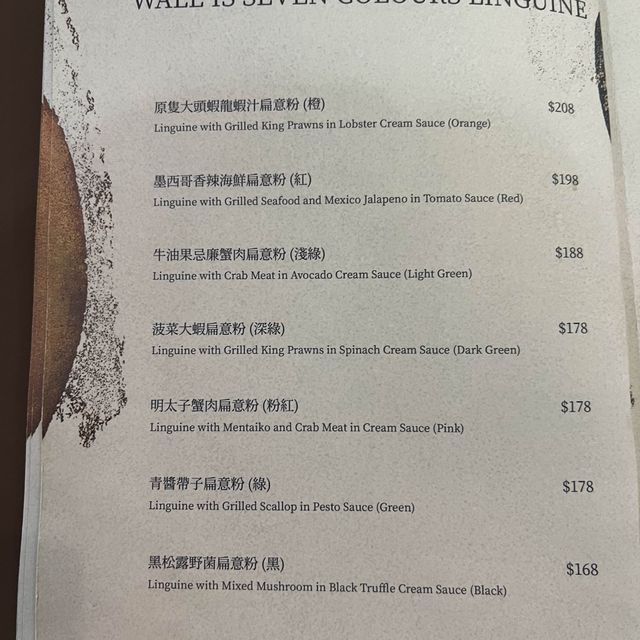 WALL IS SEVEN COLOURS LINGUINE
原隻大頭蝦龍蝦汁扁意粉 (橙) $208
Linguine with Grilled King Prawns in Lobster Cream Sauce (Orange)
墨西哥香辣海鮮扁意粉 (紅) $198
Linguine with Grilled Seafood and Mexico Jalapeno in Tomato Sauce (Red)
牛油果忌廉蟹肉扁意粉 (淺綠) $188
Linguine with Crab Meat in Avocado Cream Sauce (Light Green)
菠菜大蝦扁意粉 (深綠) $178
Linguine with Grilled King Prawns in Spinach Cream Sauce (Dark Green)
明太子蟹肉扁意粉 (粉紅) $178
Linguine with Mentaiko and Crab Meat in Cream Sauce (Pink)
青醬帶子扁意粉 (綠) $178
Linguine with Grilled Scallop in Pesto Sauce (Green)
黑松露野菌扁意粉 (黑) $168
Linguine with Mixed Mushroom in Black Truffle Cream Sauce (Black)